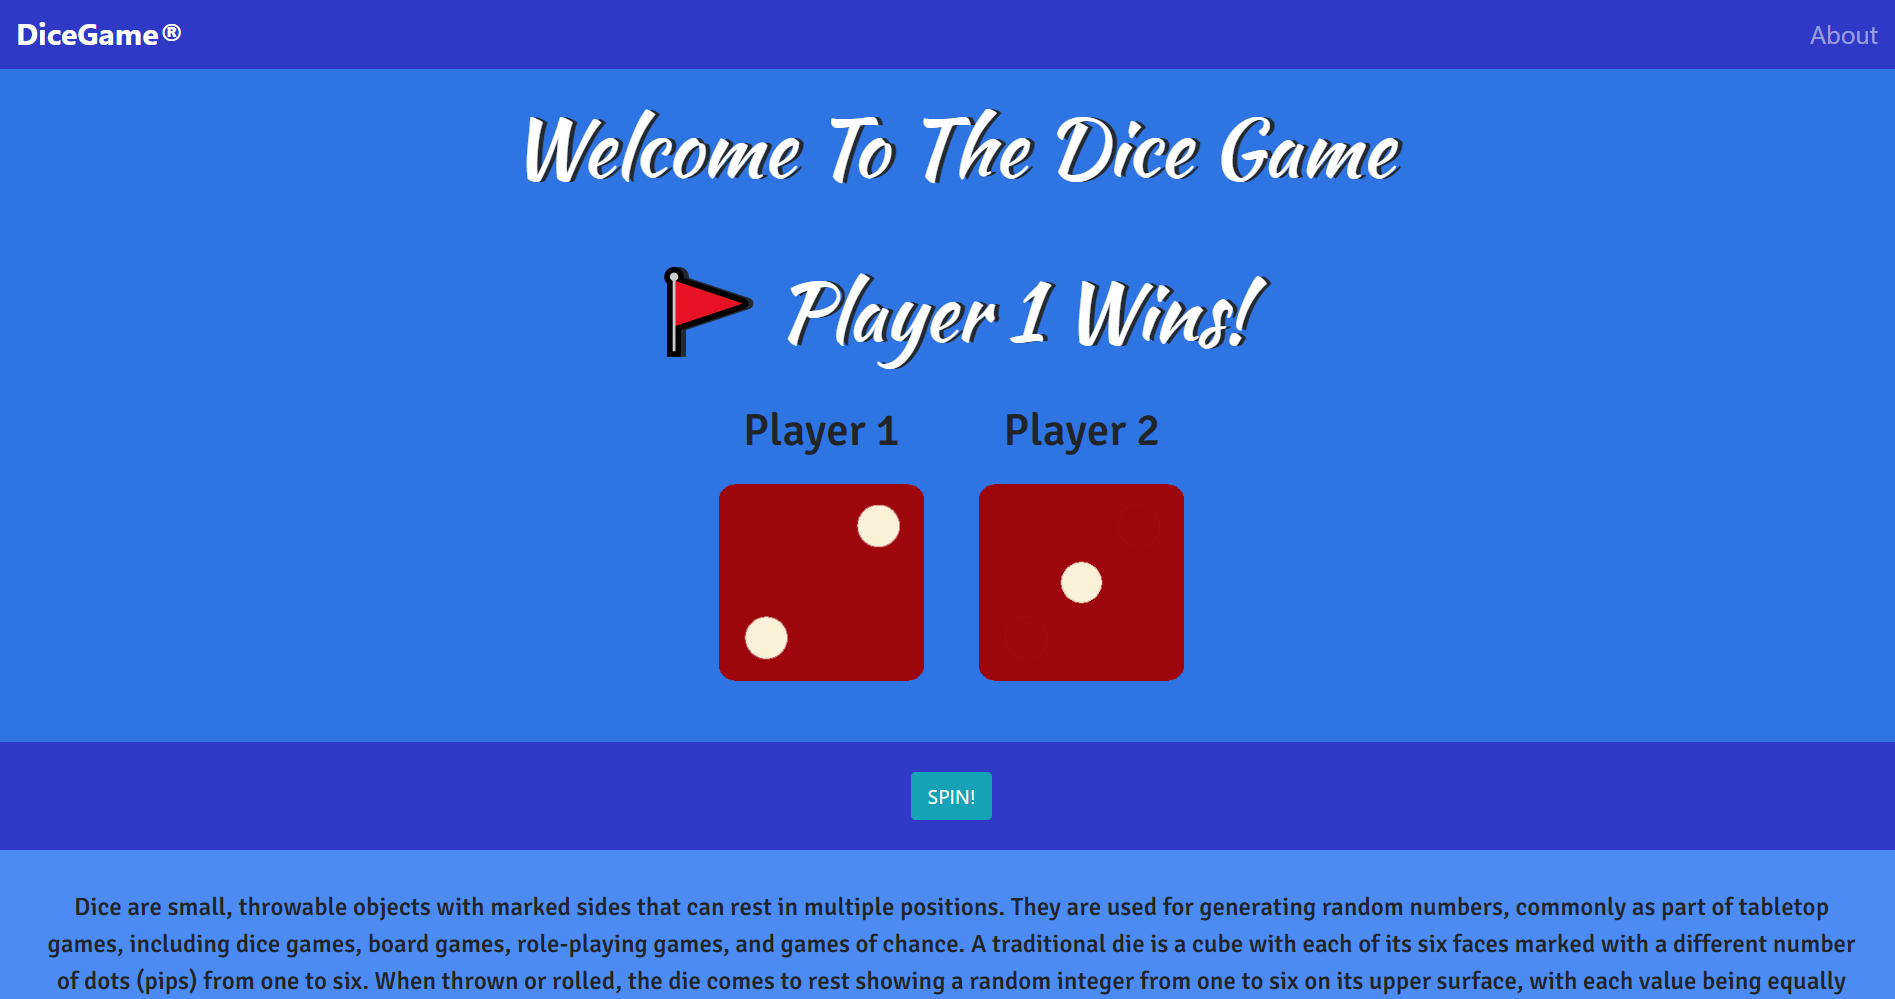 DiceGame® About
Welcome To The Dice Game
🚩 Player 1 Wins!
Player 1 Player 2
SPIN!
Dice are small, throwable objects with marked sides that can rest in multiple positions. They are used for generating random numbers, commonly as part of tabletop
games, including dice games, board games, role-playing games, and games of chance. A traditional die is a cube with each of its six faces marked with a different number
of dots (pips) from one to six. When thrown or rolled, the die comes to rest showing a random integer from one to six on its upper surface, with each value being equally